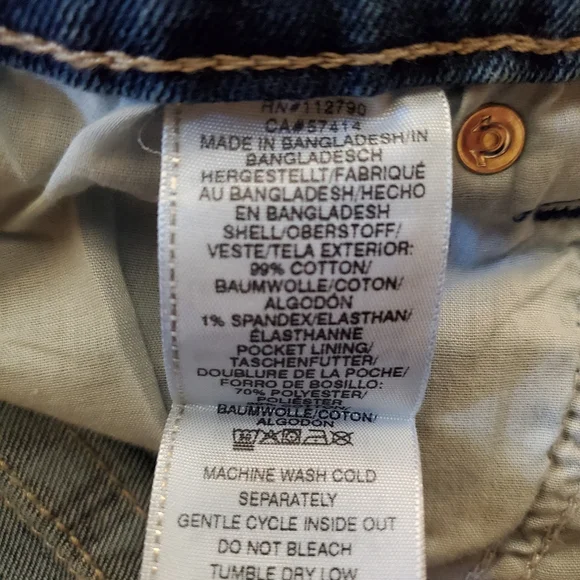 RN#112790
CA#57414
MADE IN BANGLADESH/IN
BANGLADESCH
HERGESTELLT/FABRIQUÉ
AU BANGLADESH/HECHO
EN BANGLADESH
SHELL/OBERSTOFF/
VESTE/TELA EXTERIOR:
99% COTTON/
BAUMWOLLE/COTON/
ALGODÓN
1% SPANDEX/ELASTHAN/
ÉLASTHANNE
POCKET LINING/
TASCHENFUTTER/
DOUBLURE DE LA POCHE/
FORRO DE BOSILLO:
70% POLYESTER/
POLIÉSTER
BAUMWOLLE/COTON/
ALGODÓN
MACHINE WASH COLD
SEPARATELY
GENTLE CYCLE INSIDE OUT
DO NOT BLEACH
TUMBLE DRY LOW